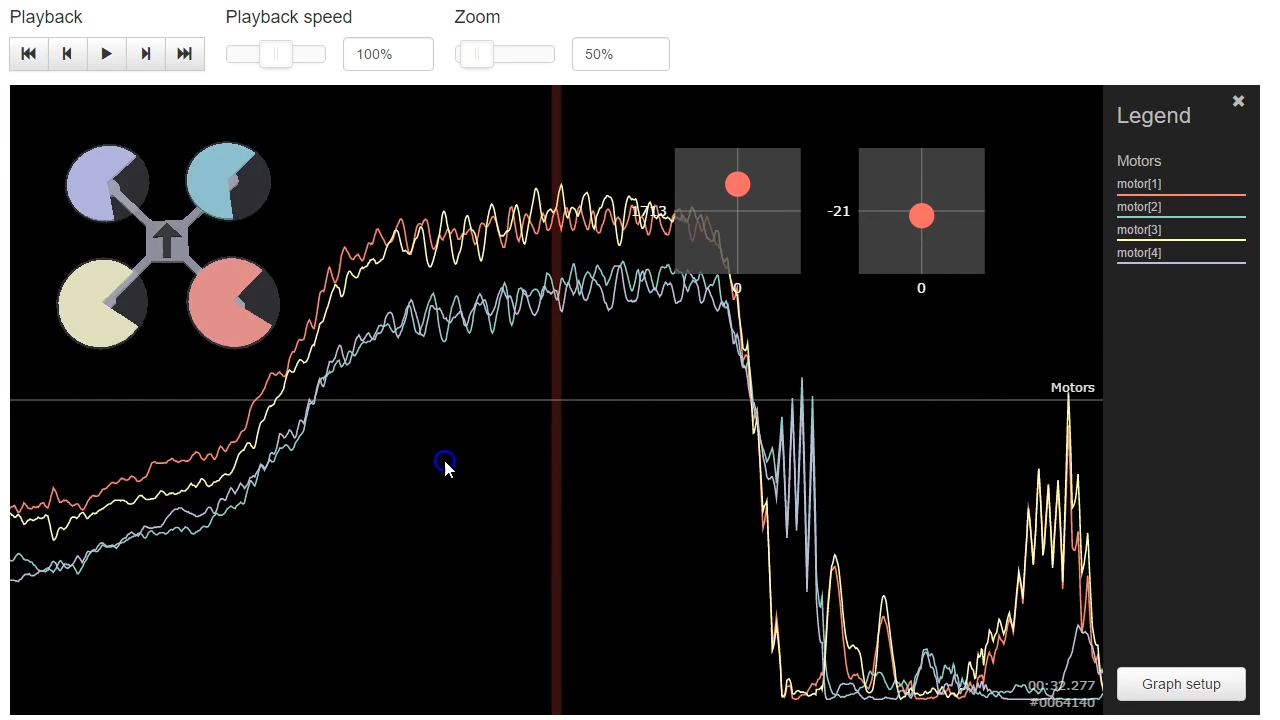 Playback
Playback speed
Zoom
100%
50%
Legend
Motors
motor[1]
motor[2]
motor[3]
motor[4]
1713
-21
0
0
Motors
00:32.277
#0064140
Graph setup